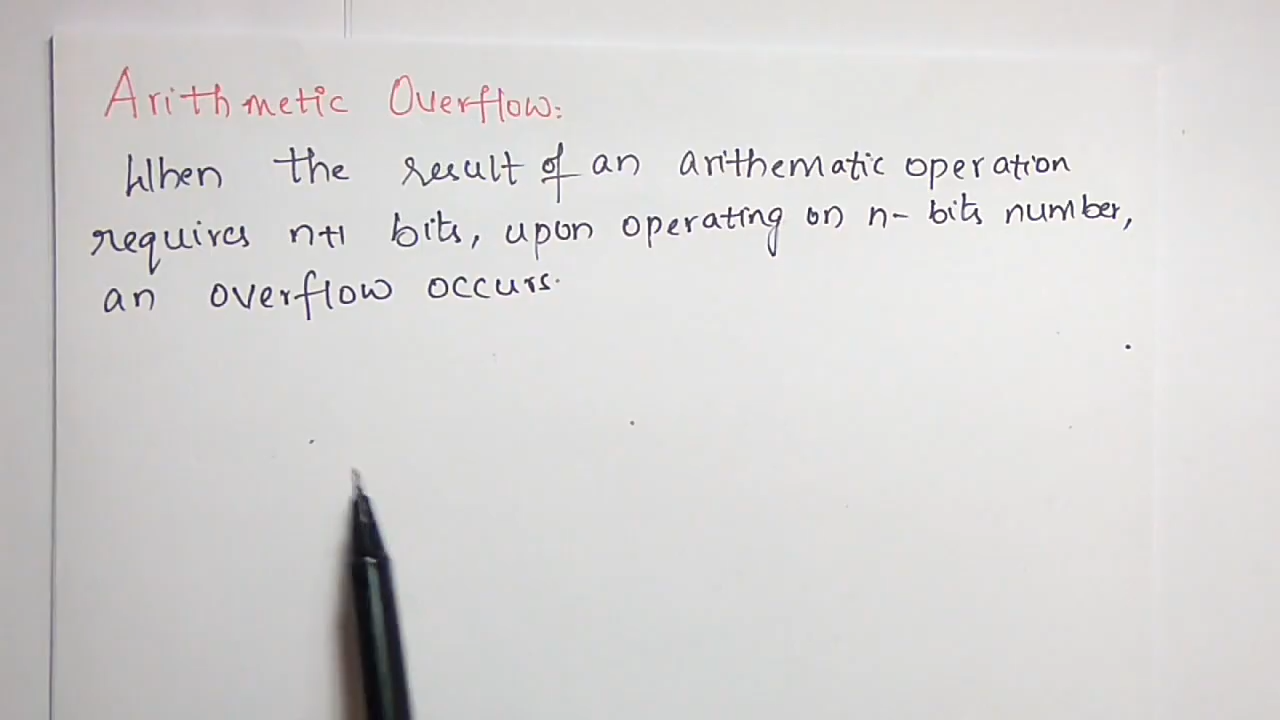 Arithmetic Overflow:
When the result of an arithematic operation
requires n+1 bits, upon operating on n- bits number,
an overflow occurs.